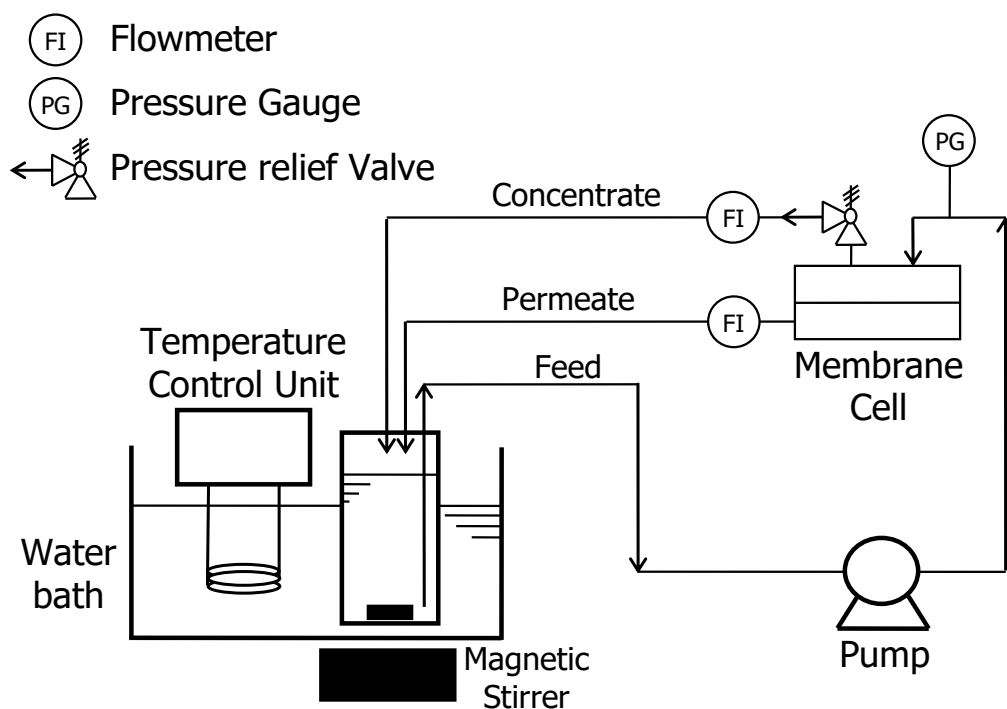 FI Flowmeter
PG Pressure Gauge
Pressure relief Valve
PG
Concentrate
FI
Permeate
FI
Membrane
Cell
Temperature
Control Unit
Feed
Water
bath
Pump
Magnetic
Stirrer